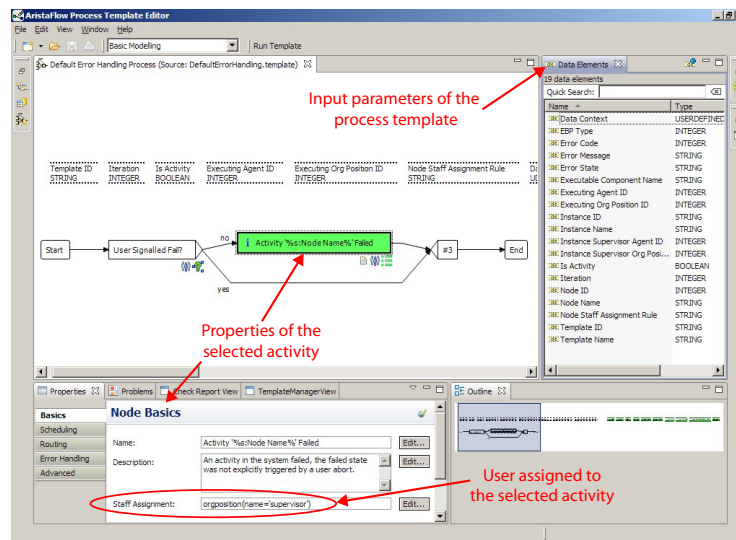 AristaFlow Process Template Editor
File Edit View Window Help
Basic Modelling Run Template
Default Error Handling Process (Source: DefaultErrorHandling.template)
Data Elements
19 data elements
Quick Search:
Name Type
Data Context USERDEFINED
EBP Type INTEGER
Error Code INTEGER
Error Message STRING
Error State STRING
Executable Component Name STRING
Executing Agent ID INTEGER
Executing Org Position ID INTEGER
Instance ID STRING
Instance Name STRING
Instance Supervisor Agent ID INTEGER
Instance Supervisor Org Posi... INTEGER
Is Activity BOOLEAN
Iteration INTEGER
Node ID INTEGER
Node Name STRING
Node Staff Assignment Rule STRING
Template ID STRING
Template Name STRING
Input parameters of the
process template
Template ID Iteration Is Activity Executing Agent ID Executing Org Position ID Node Staff Assignment Rule
STRING INTEGER BOOLEAN INTEGER INTEGER STRING
Start
User Signalled Fail?
no
Activity '%s:Node Name%' Failed
#3
End
yes
Properties of the
selected activity
Properties Problems Check Report View TemplateManagerView
Outline
Basics
Scheduling
Routing
Error Handling
Advanced
Node Basics
Name: Activity '%s:Node Name%' Failed Edit...
Description: An activity in the system failed, the failed state
was not explicitly triggered by a user abort.
Edit...
Staff Assignment: orgposition(name='supervisor') Edit...
User assigned to
the selected activity